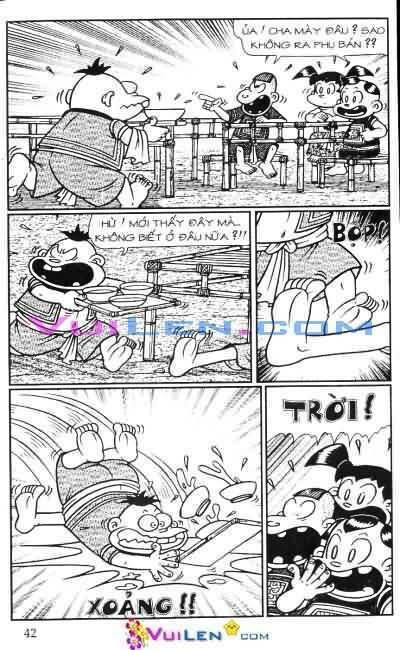 ỦA! CHA MÀY ĐÂU? SAO
KHÔNG RA PHỤ BÁN??
HỪ! MỚI THẤY ĐÂY MÀ..
KHÔNG BIẾT Ở ĐÂU NỮA?!!
BỘP!
VUILEN.COM
TRỜI!
XOẢNG!!
42
VUILEN.COM